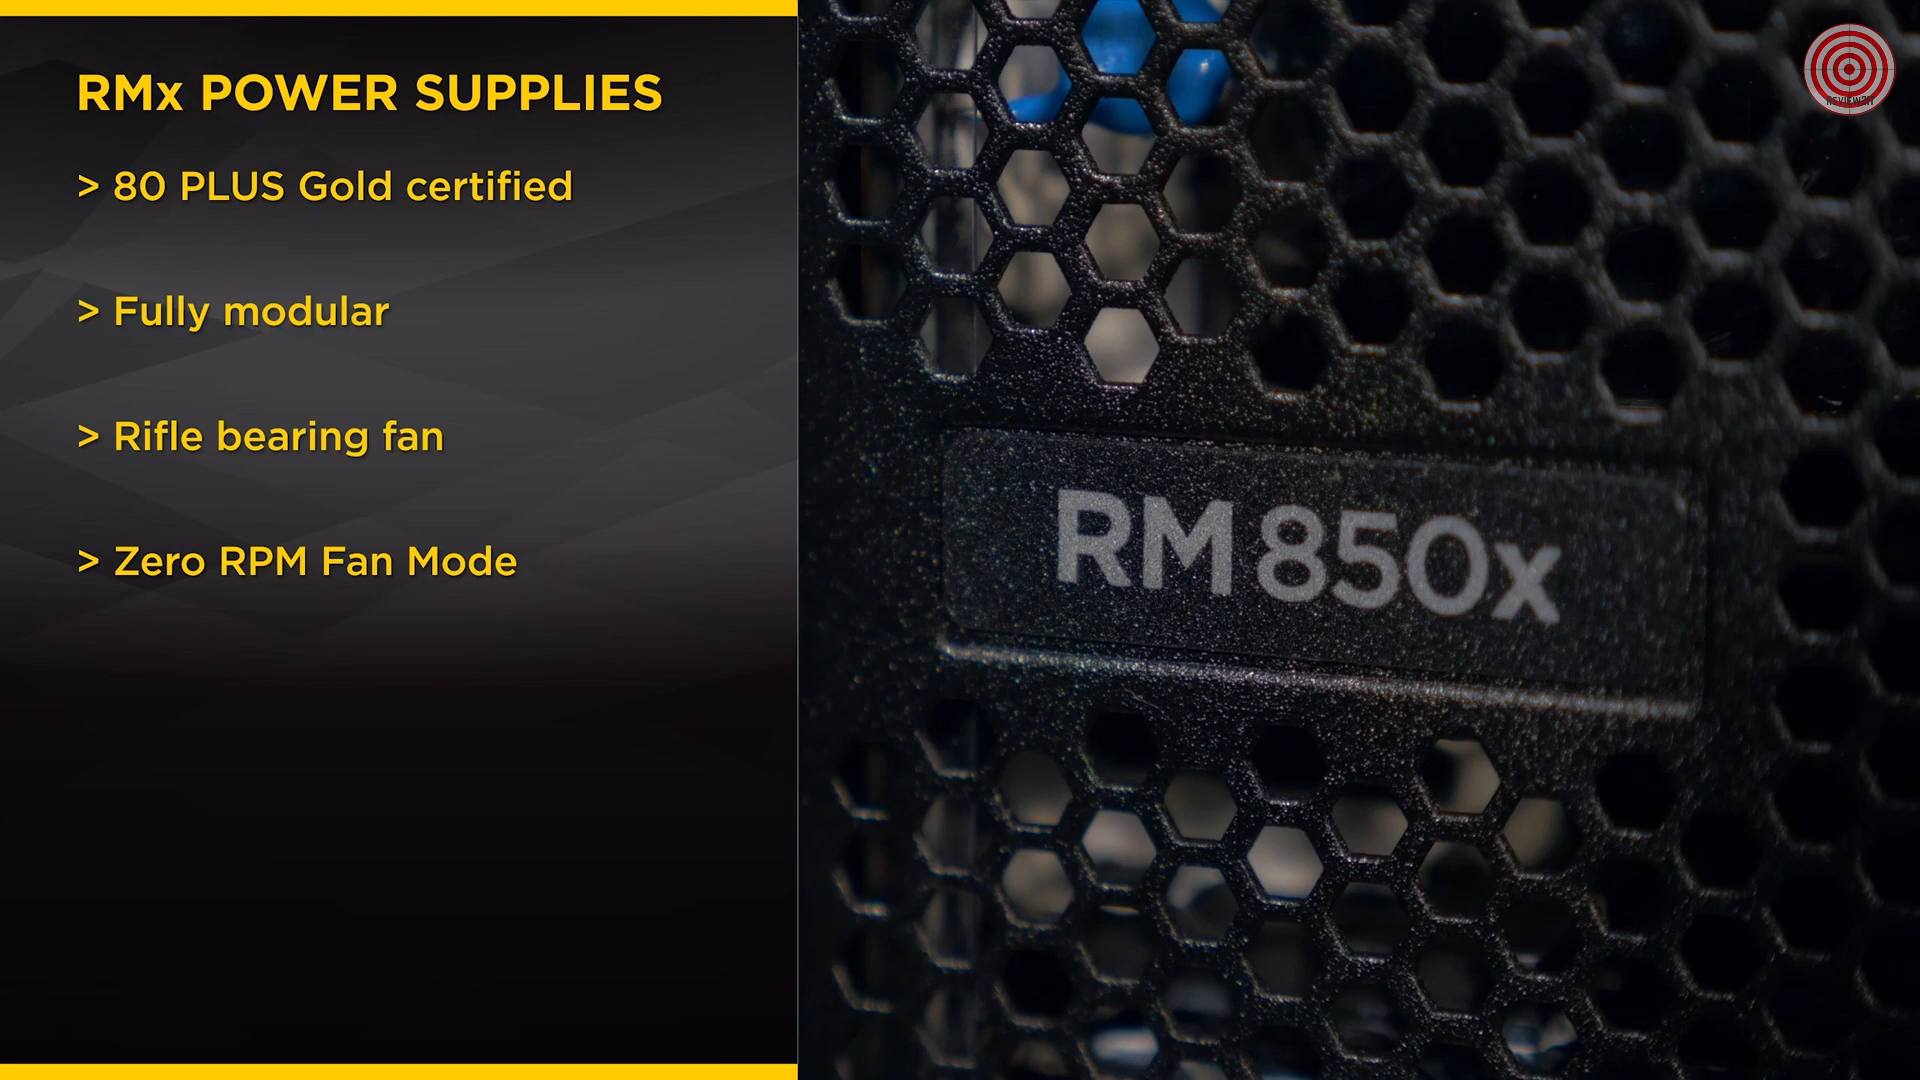 RMx POWER SUPPLIES
> 80 PLUS Gold certified
> Fully modular
> Rifle bearing fan
> Zero RPM Fan Mode
RM850x